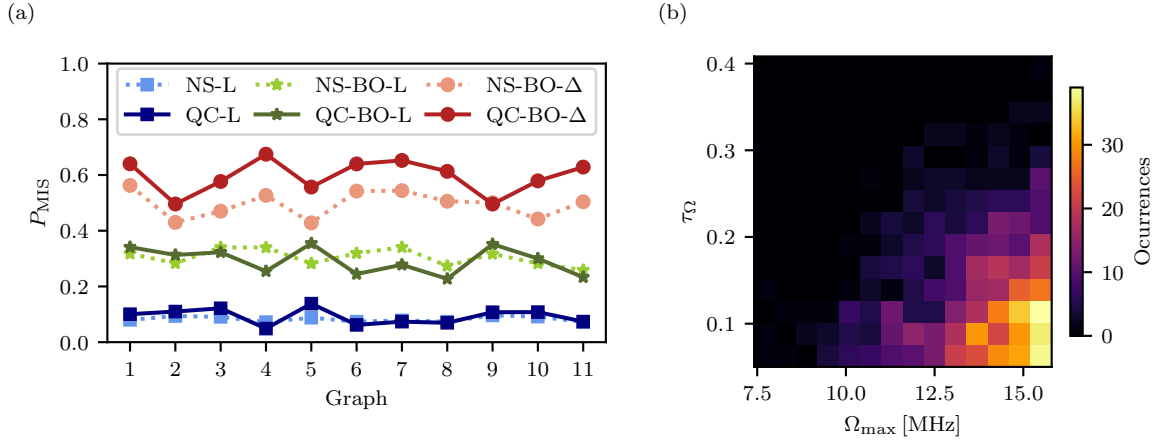 (a)
1.0
0.8
0.6
0.4
0.2
0.0
P_MIS
NS-L
NS-BO-L
NS-BO-Δ
QC-L
QC-BO-L
QC-BO-Δ
1 2 3 4 5 6 7 8 9 10 11
Graph
(b)
0.4
0.3
0.2
0.1
τ_Ω
7.5 10.0 12.5 15.0
Ω_max [MHz]
30
20
10
0
Ocurrences